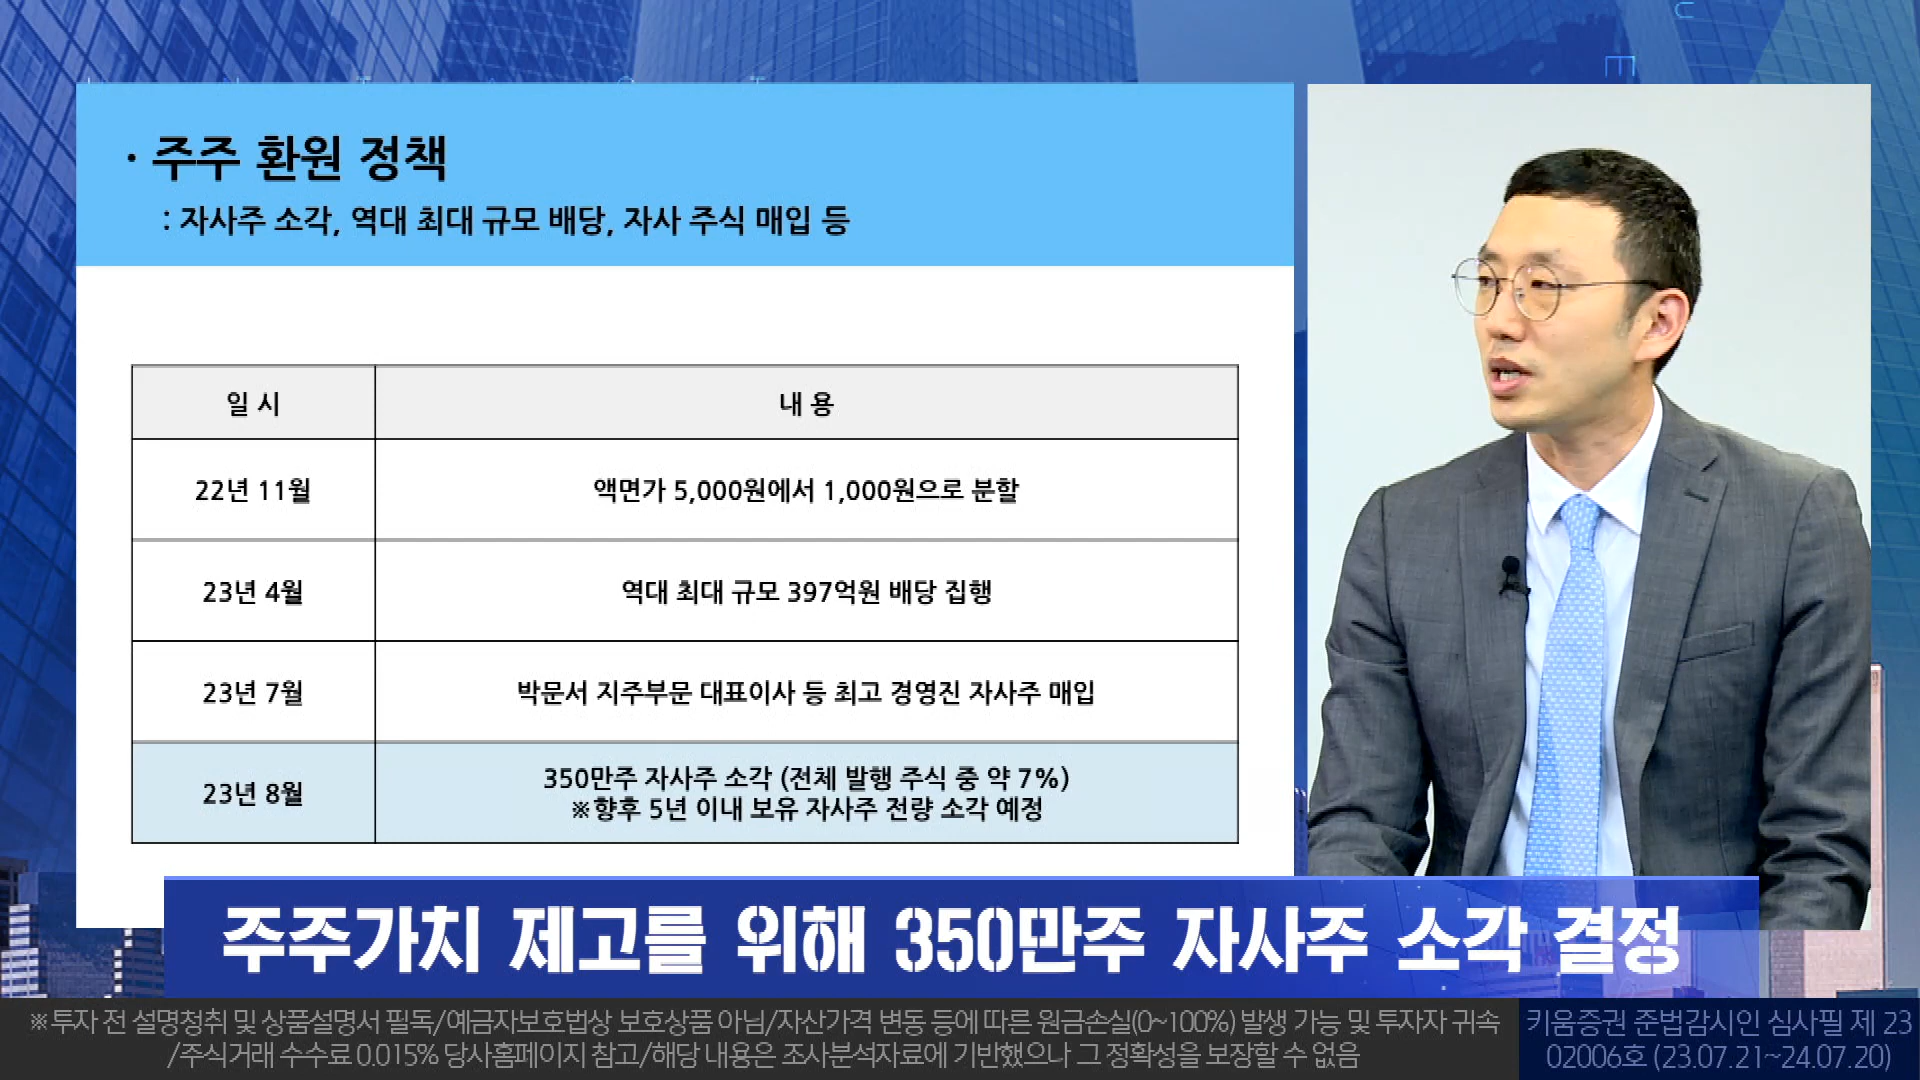 · 주주 환원 정책
: 자사주 소각, 역대 최대 규모 배당, 자사 주식 매입 등
일 시
내 용
22년 11월
액면가 5,000원에서 1,000원으로 분할
23년 4월
역대 최대 규모 397억원 배당 집행
23년 7월
박문서 지주부문 대표이사 등 최고 경영진 자사주 매입
23년 8월
350만주 자사주 소각 (전체 발행 주식 중 약 7%)
※향후 5년 이내 보유 자사주 전량 소각 예정
주주가치 제고를 위해 350만주 자사주 소각 결정
※투자 전 설명청취 및 상품설명서 필독/예금자보호법상 보호상품 아님/자산가격 변동 등에 따른 원금손실(0~100%) 발생 가능 및 투자자 귀속
/주식거래 수수료 0.015% 당사홈페이지 참고/해당 내용은 조사분석자료에 기반했으나 그 정확성을 보장할 수 없음
키움증권 준법감시인 심사필 제 23
02006호 (23.07.21~24.07.20)